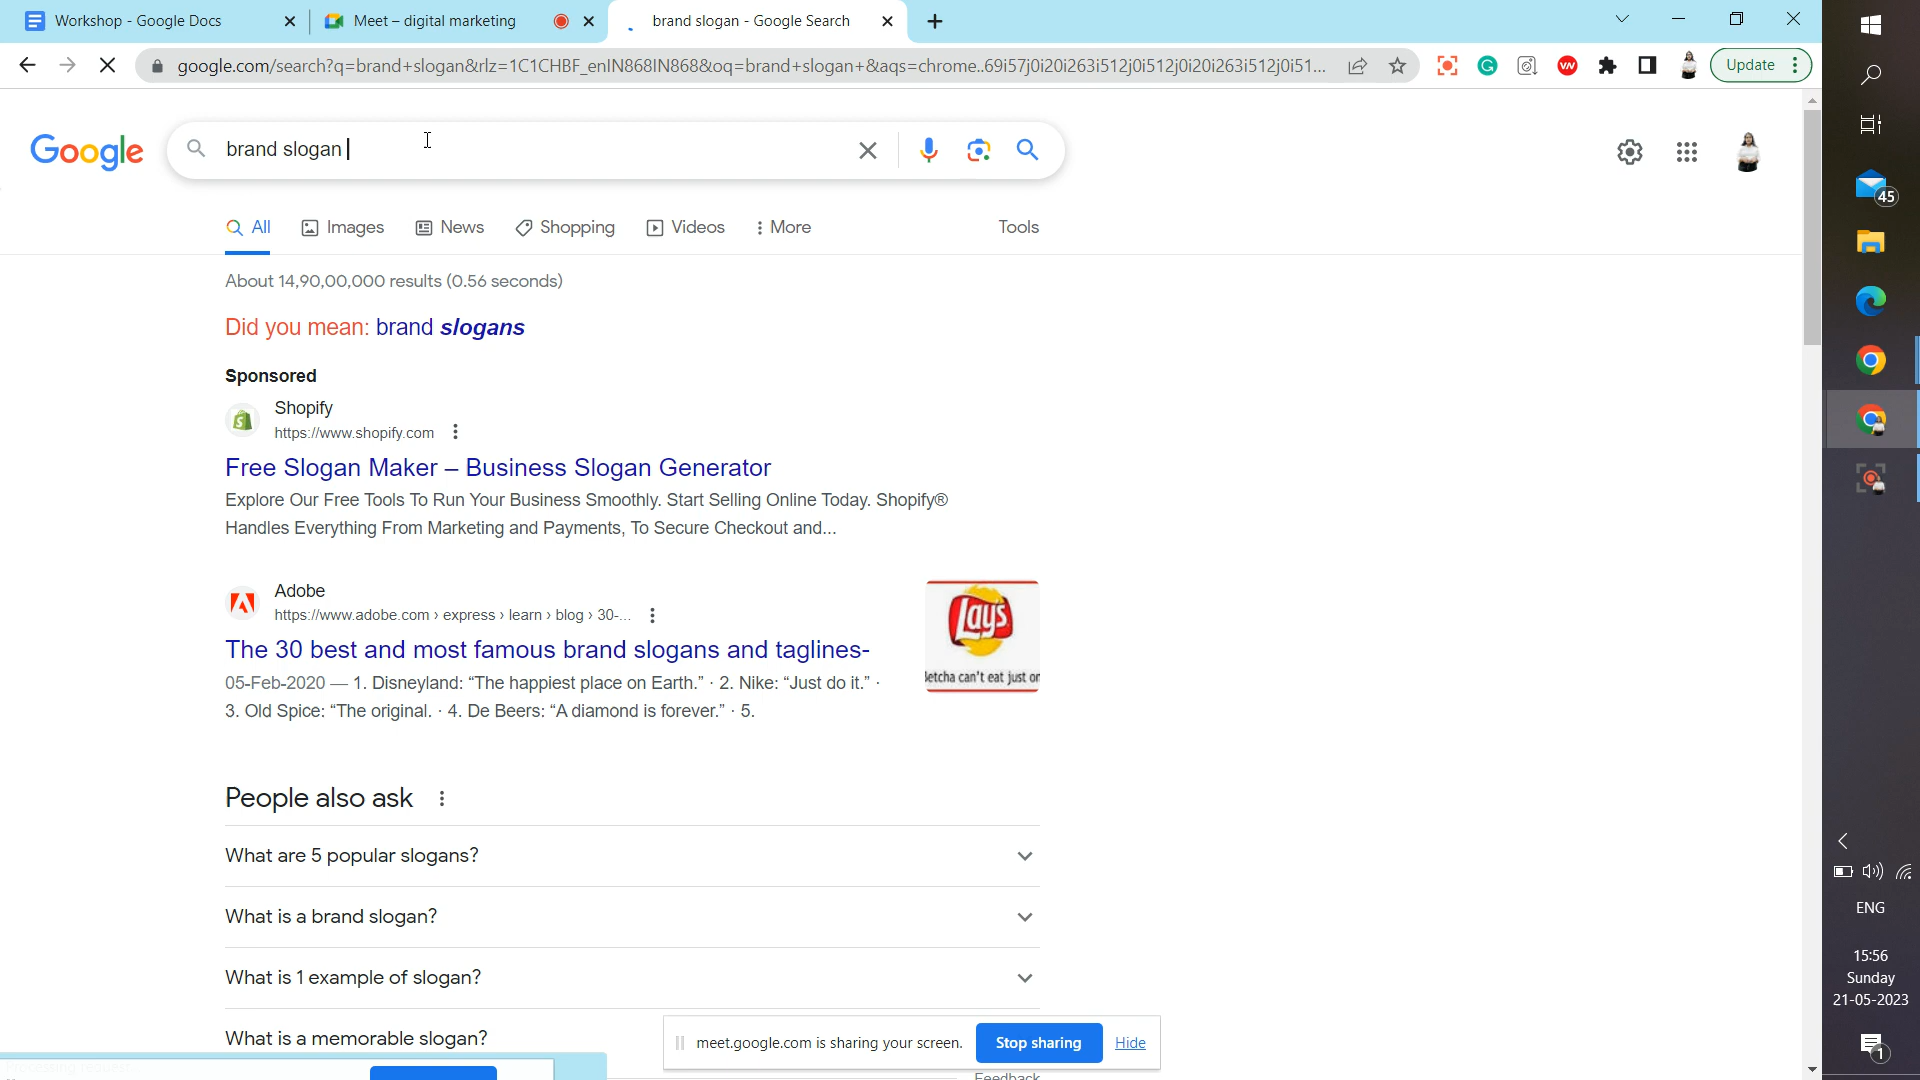 Workshop - Google Docs
Meet – digital marketing
brand slogan - Google Search
google.com/search?q=brand+slogan&rlz=1C1CHBF_enIN868IN868&oq=brand+slogan+&aqs=chrome..69i57j0i20i263i512j0i512j0i20i263i512j0i51...
VN
Update
Google
brand slogan
All
Images
News
Shopping
Videos
More
Tools
About 14,90,00,000 results (0.56 seconds)
Did you mean: brand slogans
Sponsored
Shopify
https://www.shopify.com
Free Slogan Maker – Business Slogan Generator
Explore Our Free Tools To Run Your Business Smoothly. Start Selling Online Today. Shopify®
Handles Everything From Marketing and Payments, To Secure Checkout and...
Adobe
https://www.adobe.com › express › learn › blog › 30-...
The 30 best and most famous brand slogans and taglines-
05-Feb-2020 — 1. Disneyland: “The happiest place on Earth.” · 2. Nike: “Just do it.” ·
3. Old Spice: “The original. · 4. De Beers: “A diamond is forever.” · 5.
Lay's
Betcha can't eat just on
People also ask
What are 5 popular slogans?
What is a brand slogan?
What is 1 example of slogan?
What is a memorable slogan?
meet.google.com is sharing your screen.
Stop sharing
Hide
Feedback
45
ENG
15:56
Sunday
21-05-2023
1